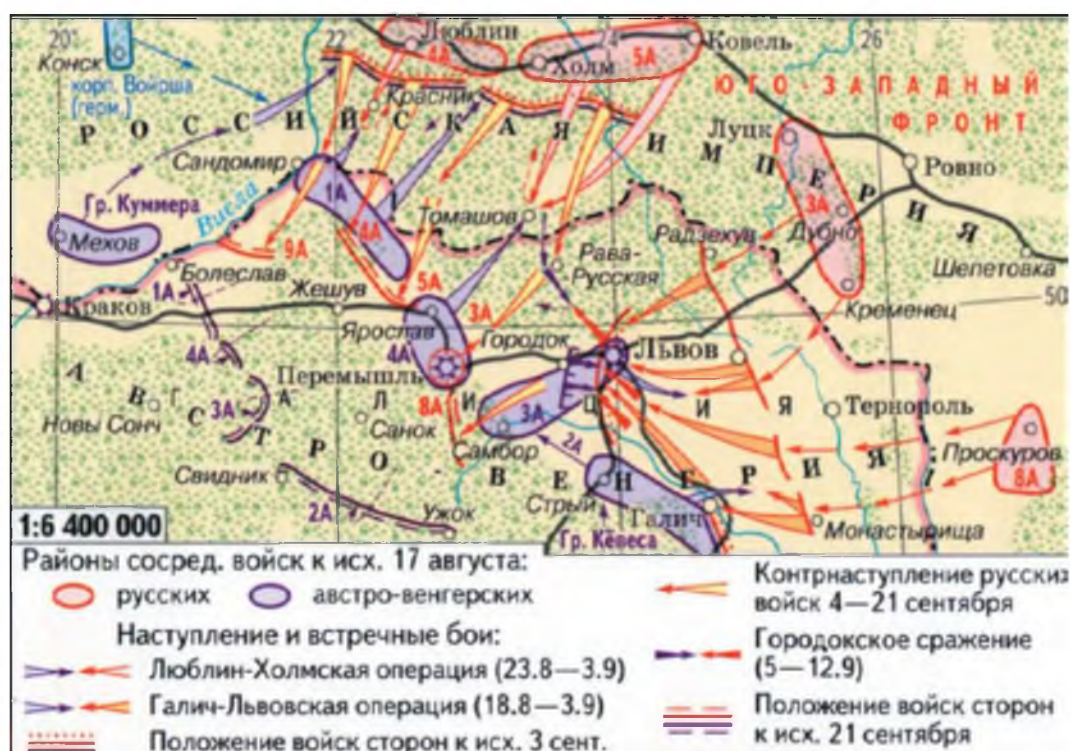 20°
22
24
26
Конск
корп. Войрша
(герм.)
Люблин
4А
Холм
5А
Ковель
ЮГО-ЗАПАДНЫЙ
ФРОНТ
Красник
РОССИЙСКАЯ ИМПЕРИЯ
Луцк
Ровно
Сандомир
Гр. Куммера
Висла
1А
Томашов
3А
Дубно
Радзехув
Мехов
9А
4А
Рава-
Русская
Шепетовка
Болеслав
1А
Жешув
5А
3А
Кременец
50
Краков
Ярослав
Городок
4А
4А
Львов
Перемышль
8А
3А
3А
АВСТРО-ВЕНГРИЯ
ГАЛИЦИЯ
Новы Сонч
Санок
Тернополь
Самбор
2А
Проскуров
8А
Свидник
Стрый
Галич
2А
Ужок
Гр. Кёвеса
Монастырища
1:6 400 000
Районы сосред. войск к исх. 17 августа:
русских
австро-венгерских
Наступление и встречные бои:
Люблин-Холмская операция (23.8—3.9)
Галич-Львовская операция (18.8—3.9)
Положение войск сторон к исх. 3 сент.
Контрнаступление русских
войск 4—21 сентября
Городокское сражение
(5—12.9)
Положение войск сторон
к исх. 21 сентября